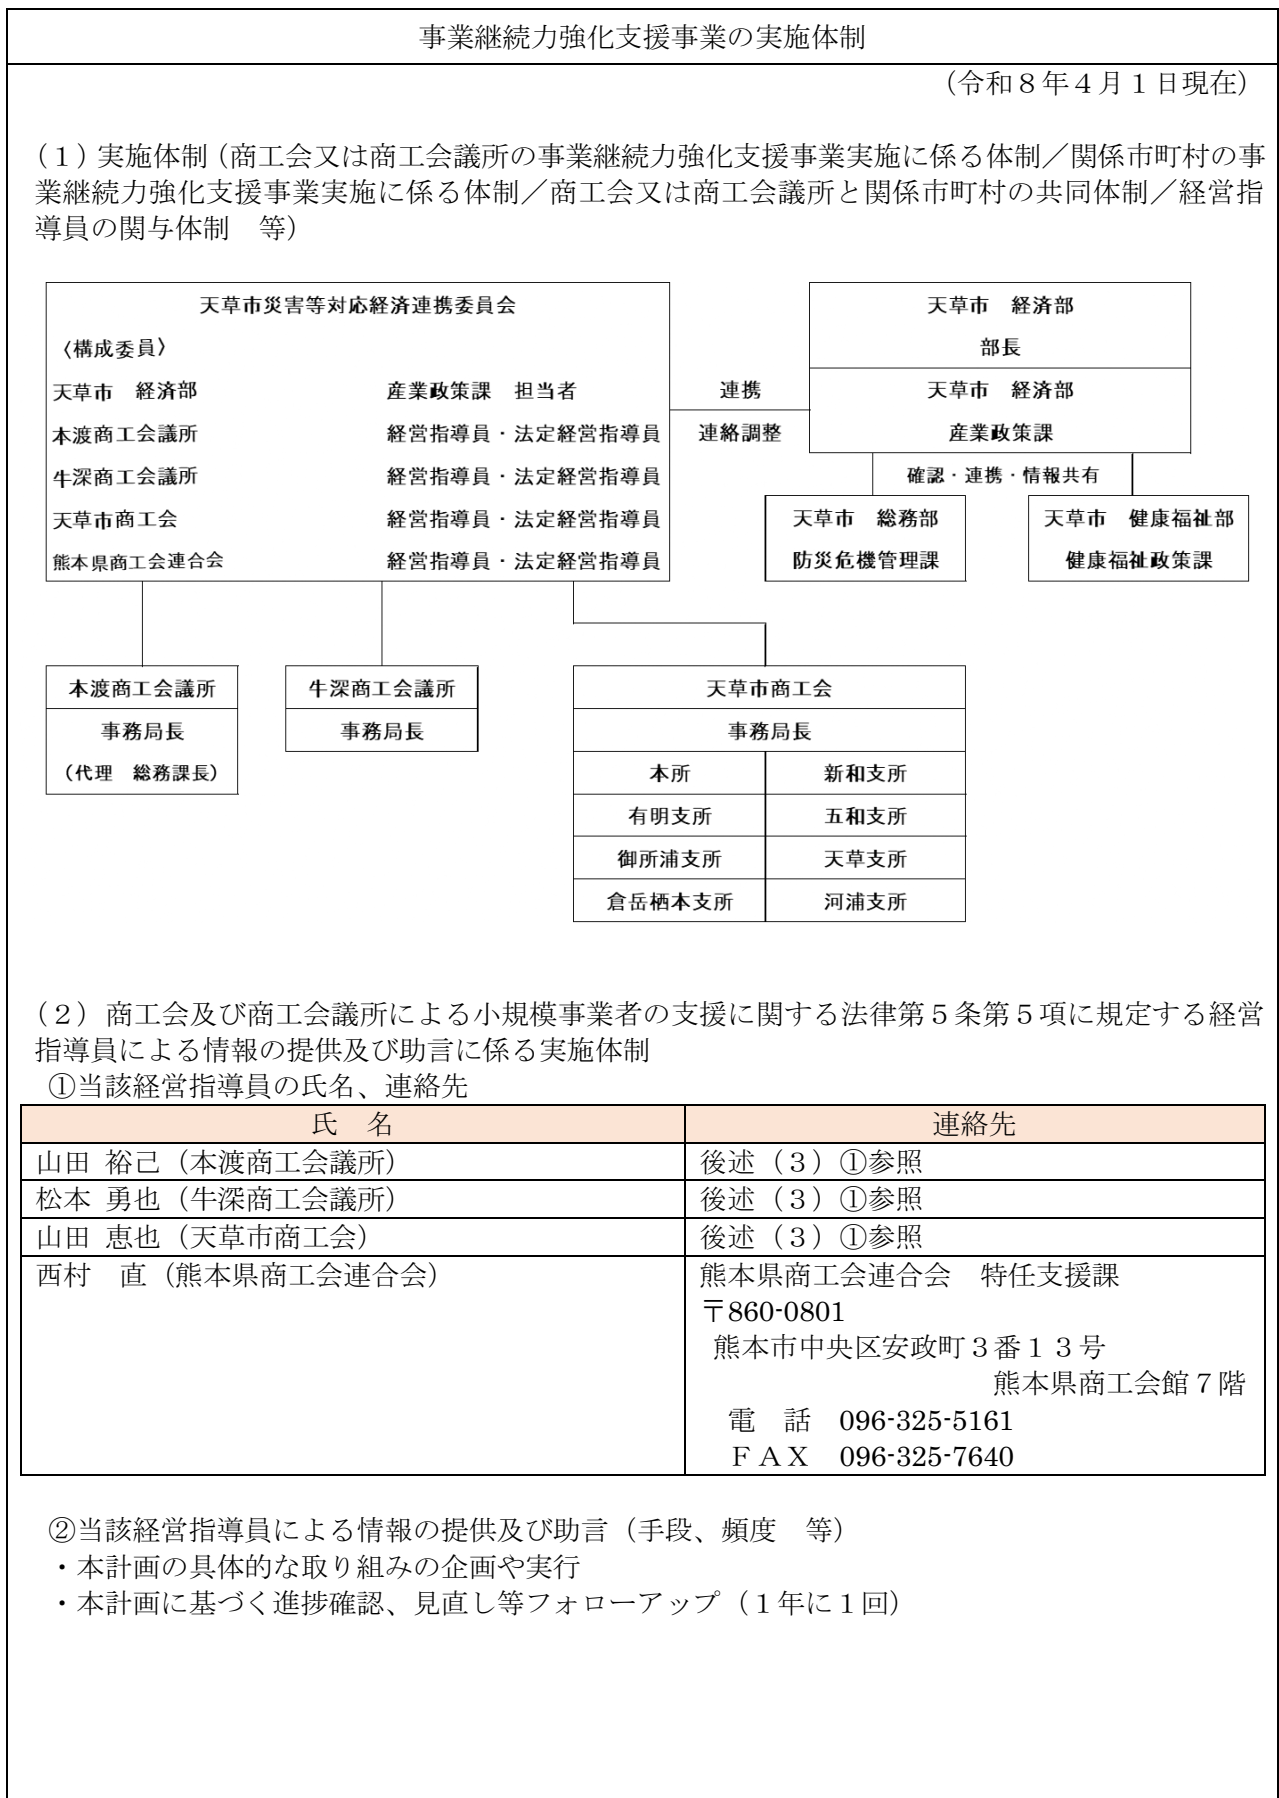 事業継続力強化支援事業の実施体制
（令和８年４月１日現在）
（１）実施体制（商工会又は商工会議所の事業継続力強化支援事業実施に係る体制／関係市町村の事
業継続力強化支援事業実施に係る体制／商工会又は商工会議所と関係市町村の共同体制／経営指
導員の関与体制　等）
天草市災害等対応経済連携委員会
〈構成委員〉
天草市　経済部　産業政策課　担当者
本渡商工会議所　経営指導員・法定経営指導員
牛深商工会議所　経営指導員・法定経営指導員
天草市商工会　経営指導員・法定経営指導員
熊本県商工会連合会　経営指導員・法定経営指導員
連携
連絡調整
天草市　経済部
部長
天草市　経済部
産業政策課
確認・連携・情報共有
天草市　総務部
防災危機管理課
天草市　健康福祉部
健康福祉政策課
本渡商工会議所
事務局長
（代理　総務課長）
牛深商工会議所
事務局長
天草市商工会
事務局長
本所　新和支所
有明支所　五和支所
御所浦支所　天草支所
倉岳栖本支所　河浦支所
（２）商工会及び商工会議所による小規模事業者の支援に関する法律第５条第５項に規定する経営
指導員による情報の提供及び助言に係る実施体制
①当該経営指導員の氏名、連絡先
氏　名　連絡先
山田 裕己（本渡商工会議所）　後述（３）①参照
松本 勇也（牛深商工会議所）　後述（３）①参照
山田 恵也（天草市商工会）　後述（３）①参照
西村　直（熊本県商工会連合会）　熊本県商工会連合会　特任支援課
〒860-0801
熊本市中央区安政町３番１３号
熊本県商工会館７階
電　話　096-325-5161
ＦＡＸ　096-325-7640
②当該経営指導員による情報の提供及び助言（手段、頻度　等）
・本計画の具体的な取り組みの企画や実行
・本計画に基づく進捗確認、見直し等フォローアップ（１年に１回）